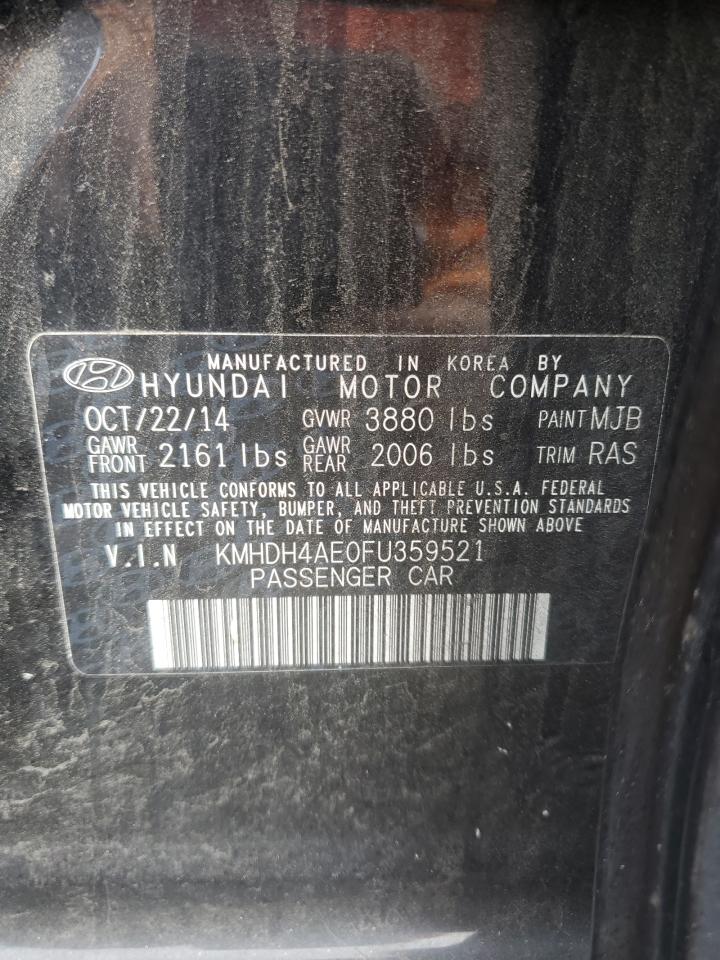 MANUFACTURED IN KOREA BY
HYUNDAI MOTOR COMPANY
OCT/22/14 GVWR 3880 lbs PAINT MJB
GAWR FRONT 2161 lbs GAWR REAR 2006 lbs TRIM RAS
THIS VEHICLE CONFORMS TO ALL APPLICABLE U.S.A. FEDERAL
MOTOR VEHICLE SAFETY, BUMPER, AND THEFT PREVENTION STANDARDS
IN EFFECT ON THE DATE OF MANUFACTURE SHOWN ABOVE
V.I.N KMHDH4AE0FU359521
PASSENGER CAR